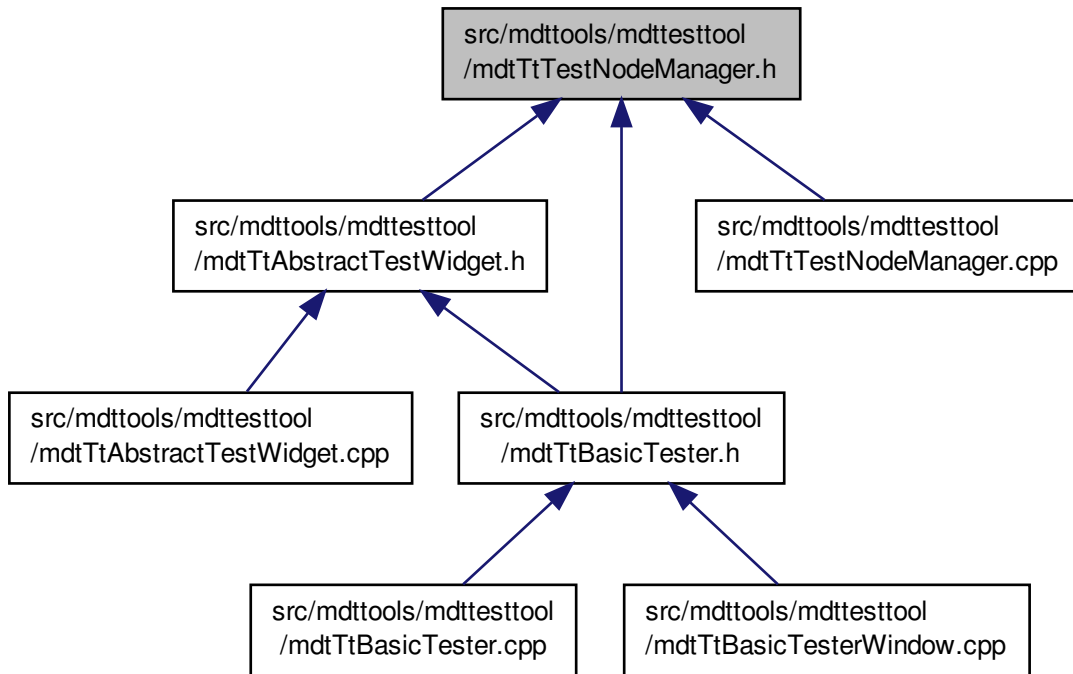 src/mdttools/mdttesttool
/mdtTtTestNodeManager.h
src/mdttools/mdttesttool
/mdtTtAbstractTestWidget.h
src/mdttools/mdttesttool
/mdtTtTestNodeManager.cpp
src/mdttools/mdttesttool
/mdtTtAbstractTestWidget.cpp
src/mdttools/mdttesttool
/mdtTtBasicTester.h
src/mdttools/mdttesttool
/mdtTtBasicTester.cpp
src/mdttools/mdttesttool
/mdtTtBasicTesterWindow.cpp